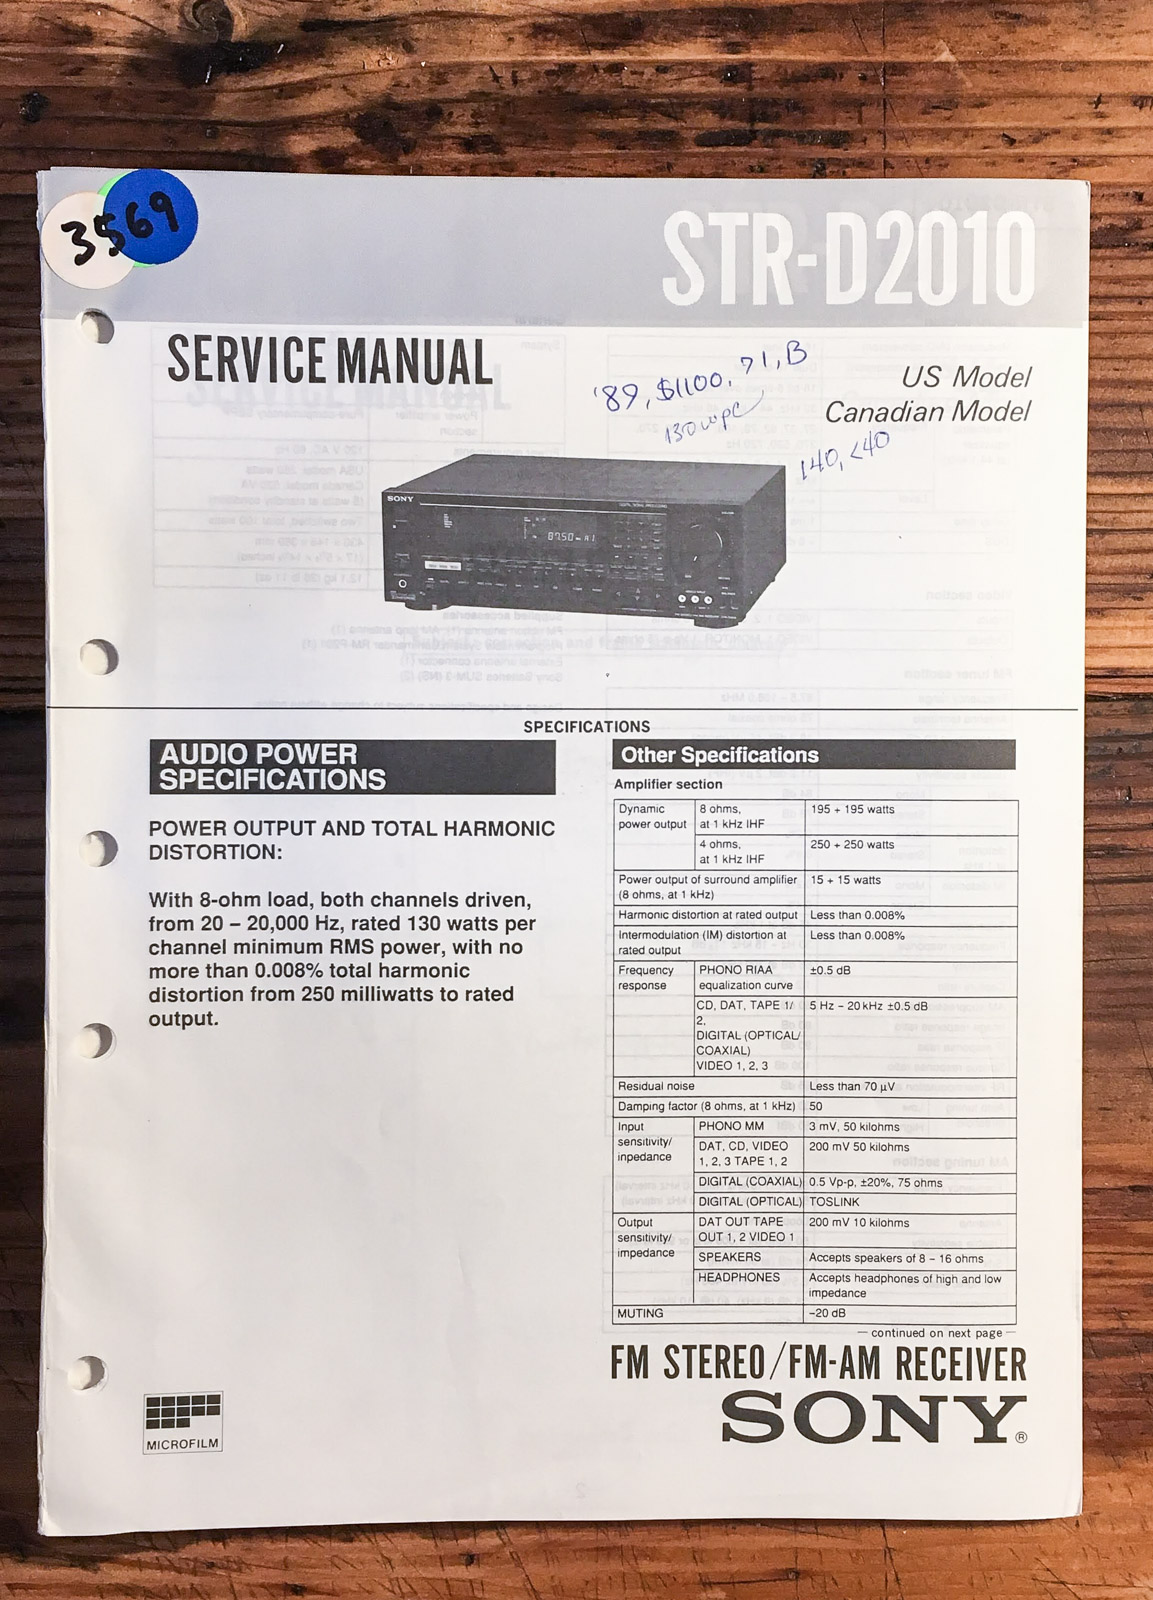 3569
STR-D2010
SERVICE MANUAL
'89, $1100, 71, B
130wpc
US Model
Canadian Model
140, <40
SONY
8750
SPECIFICATIONS
AUDIO POWER
SPECIFICATIONS
POWER OUTPUT AND TOTAL HARMONIC
DISTORTION:
With 8-ohm load, both channels driven,
from 20 – 20,000 Hz, rated 130 watts per
channel minimum RMS power, with no
more than 0.008% total harmonic
distortion from 250 milliwatts to rated
output.
Other Specifications
Amplifier section
Dynamic power output 8 ohms, at 1 kHz IHF 195 + 195 watts
4 ohms, at 1 kHz IHF 250 + 250 watts
Power output of surround amplifier (8 ohms, at 1 kHz) 15 + 15 watts
Harmonic distortion at rated output Less than 0.008%
Intermodulation (IM) distortion at rated output Less than 0.008%
Frequency response PHONO RIAA equalization curve ±0.5 dB
CD, DAT, TAPE 1/2, DIGITAL (OPTICAL/COAXIAL) VIDEO 1, 2, 3 5 Hz – 20 kHz ±0.5 dB
Residual noise Less than 70 µV
Damping factor (8 ohms, at 1 kHz) 50
Input sensitivity/ inpedance PHONO MM 3 mV, 50 kilohms
DAT, CD, VIDEO 1, 2, 3 TAPE 1, 2 200 mV 50 kilohms
DIGITAL (COAXIAL) 0.5 Vp-p, ±20%, 75 ohms
DIGITAL (OPTICAL) TOSLINK
Output sensitivity/ impedance DAT OUT TAPE OUT 1, 2 VIDEO 1 200 mV 10 kilohms
SPEAKERS Accepts speakers of 8 – 16 ohms
HEADPHONES Accepts headphones of high and low impedance
MUTING –20 dB
— continued on next page —
FM STEREO/FM-AM RECEIVER
SONY®
MICROFILM